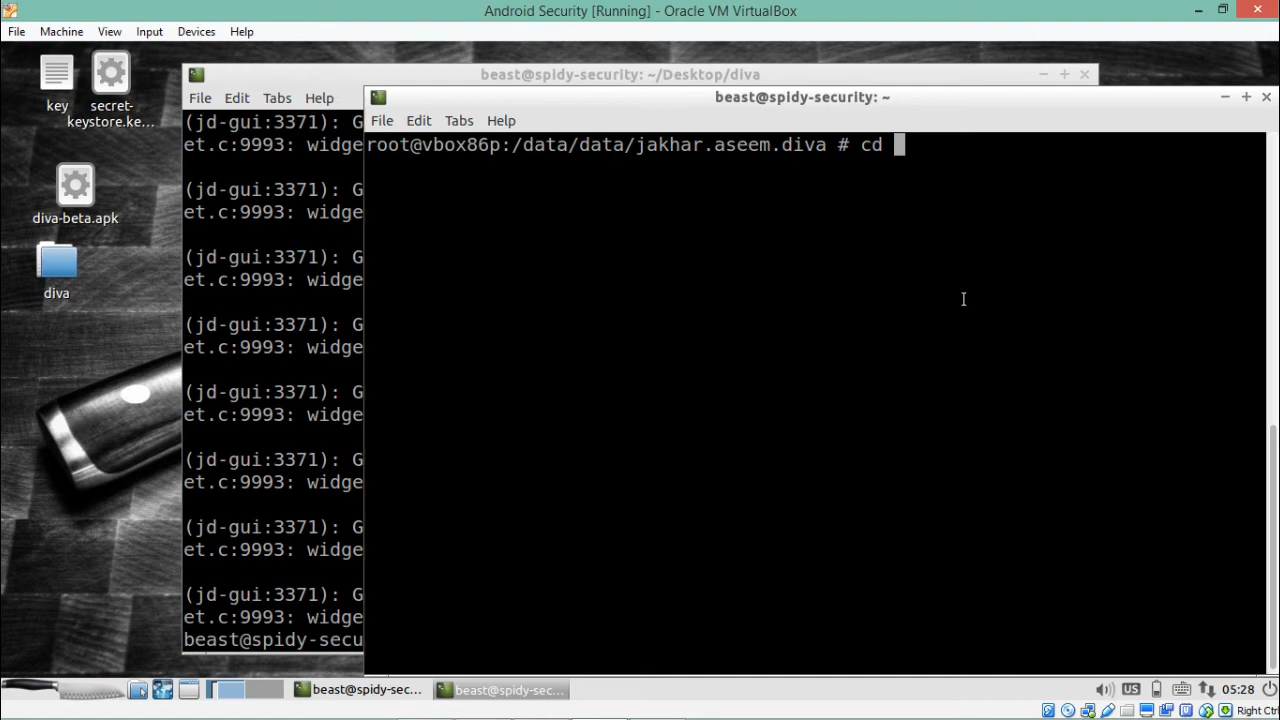 Android Security [Running] - Oracle VM VirtualBox
File Machine View Input Devices Help
key
secret-
keystore.ke...
diva-beta.apk
diva
beast@spidy-security: ~/Desktop/diva
File Edit Tabs Help
(jd-gui:3371): G
et.c:9993: widge
(jd-gui:3371): G
et.c:9993: widge
(jd-gui:3371): G
et.c:9993: widge
(jd-gui:3371): G
et.c:9993: widge
(jd-gui:3371): G
et.c:9993: widge
(jd-gui:3371): G
et.c:9993: widge
(jd-gui:3371): G
et.c:9993: widge
(jd-gui:3371): G
et.c:9993: widge
beast@spidy-secu
beast@spidy-security: ~
File Edit Tabs Help
root@vbox86p:/data/data/jakhar.aseem.diva # cd
beast@spidy-sec...
beast@spidy-sec...
US
05:28
Right Ctrl